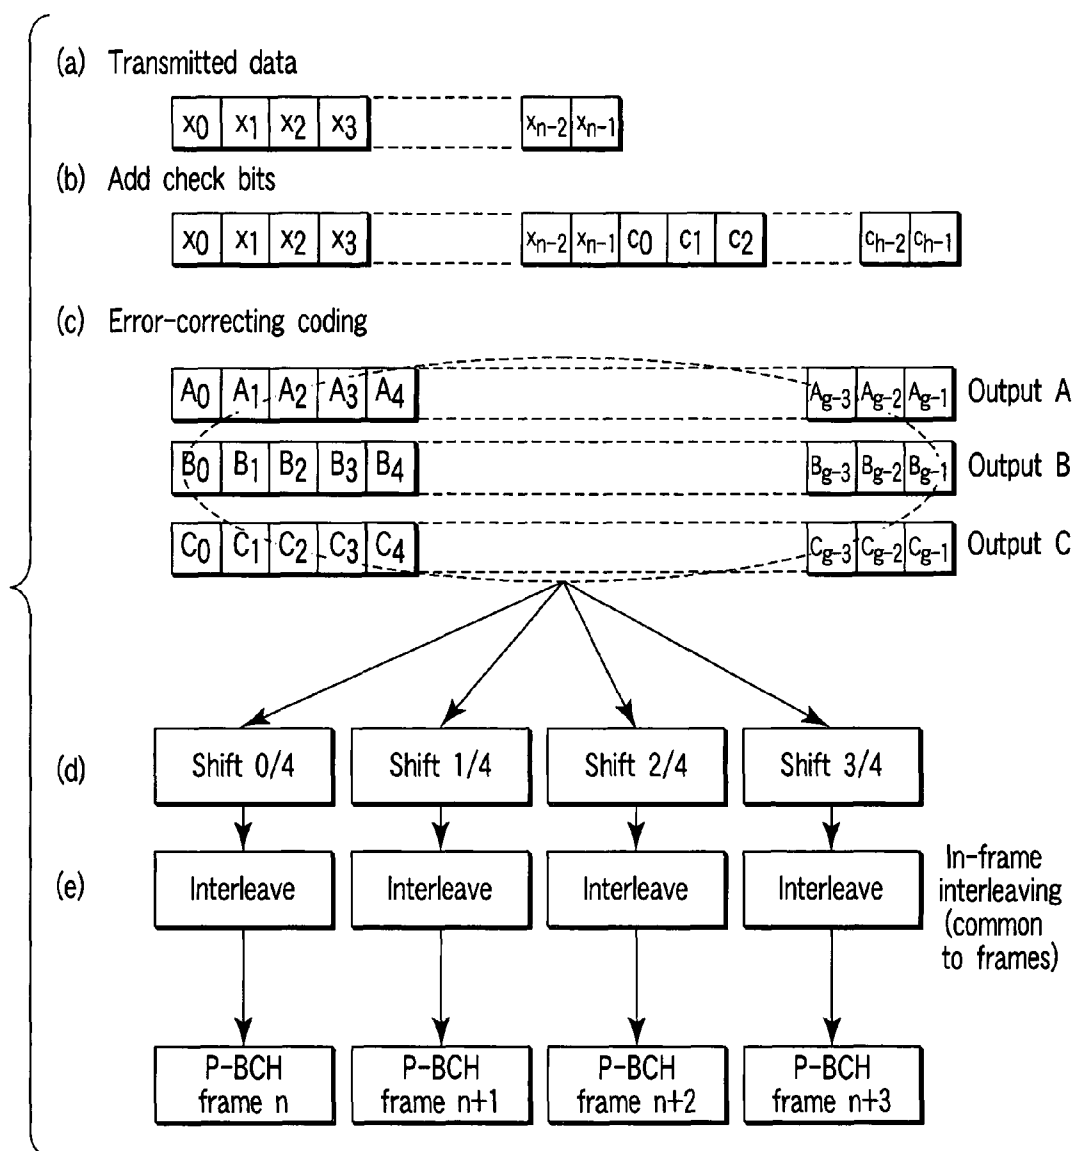 (a) Transmitted data
x0 x1 x2 x3 xn-2 xn-1
(b) Add check bits
x0 x1 x2 x3 xn-2 xn-1 c0 c1 c2 ch-2 ch-1
(c) Error-correcting coding
A0 A1 A2 A3 A4 Ag-3 Ag-2 Ag-1 Output A
B0 B1 B2 B3 B4 Bg-3 Bg-2 Bg-1 Output B
C0 C1 C2 C3 C4 Cg-3 Cg-2 Cg-1 Output C
(d) Shift 0/4 Shift 1/4 Shift 2/4 Shift 3/4
(e) Interleave Interleave Interleave Interleave
In-frame
interleaving
(common
to frames)
P-BCH
frame n
P-BCH
frame n+1
P-BCH
frame n+2
P-BCH
frame n+3